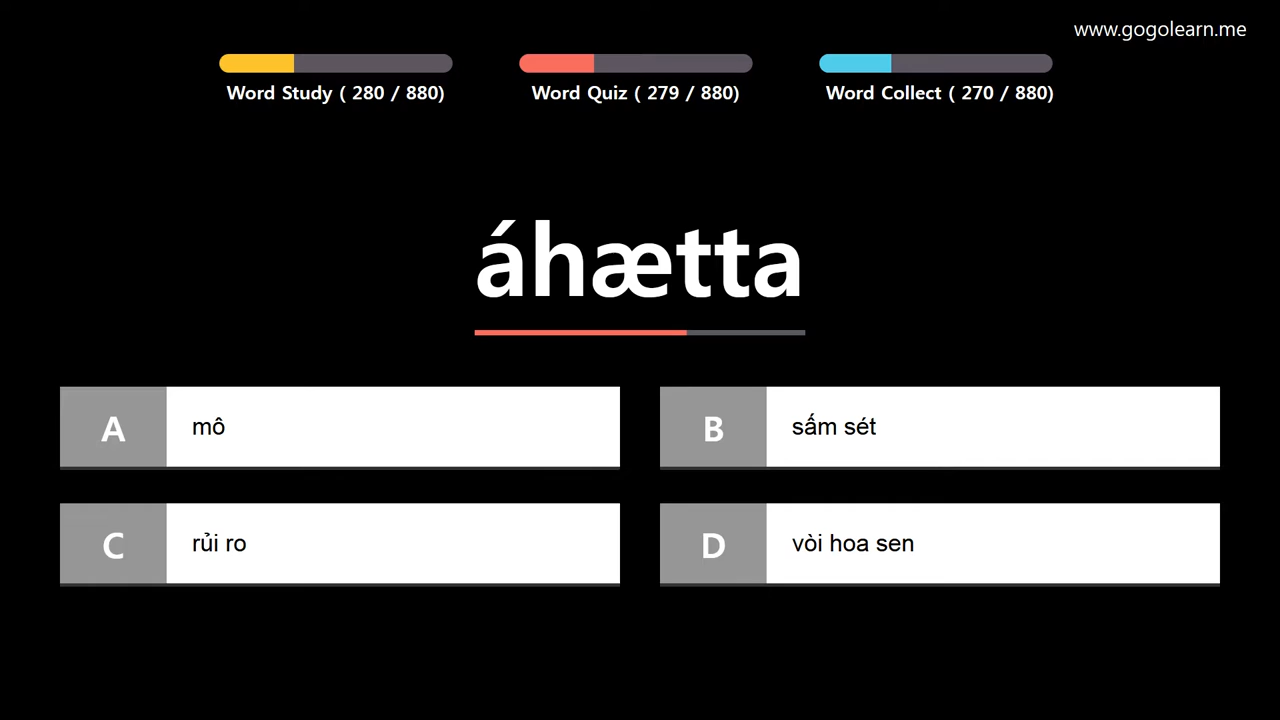 www.gogolearn.me
Word Study ( 280 / 880)
Word Quiz ( 279 / 880)
Word Collect ( 270 / 880)
áhætta
A mô
B sấm sét
C rủi ro
D vòi hoa sen